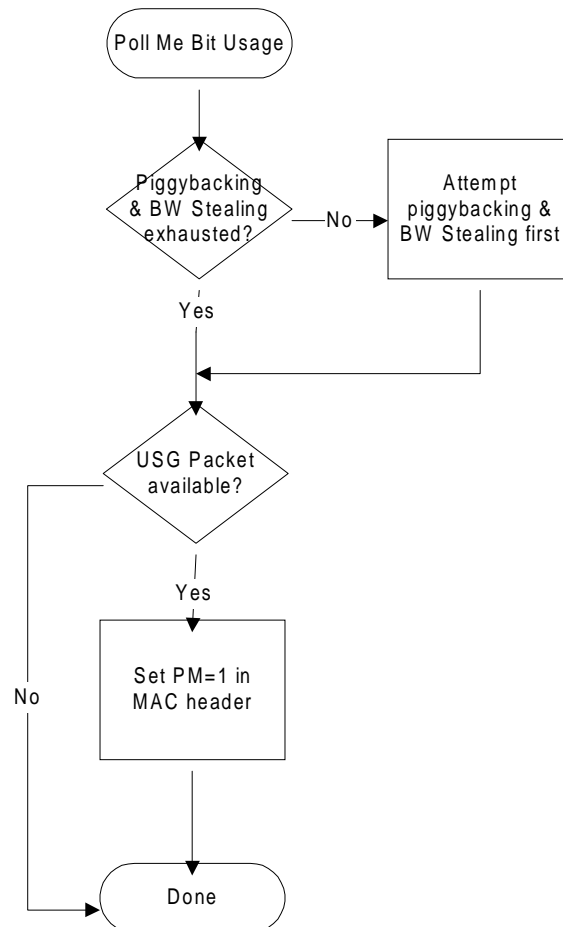 Poll Me Bit Usage
Piggybacking
& BW Stealing
exhausted?
No
Attempt
piggybacking &
BW Stealing first
Yes
USG Packet
available?
Yes
Set PM=1 in
MAC header
No
Done